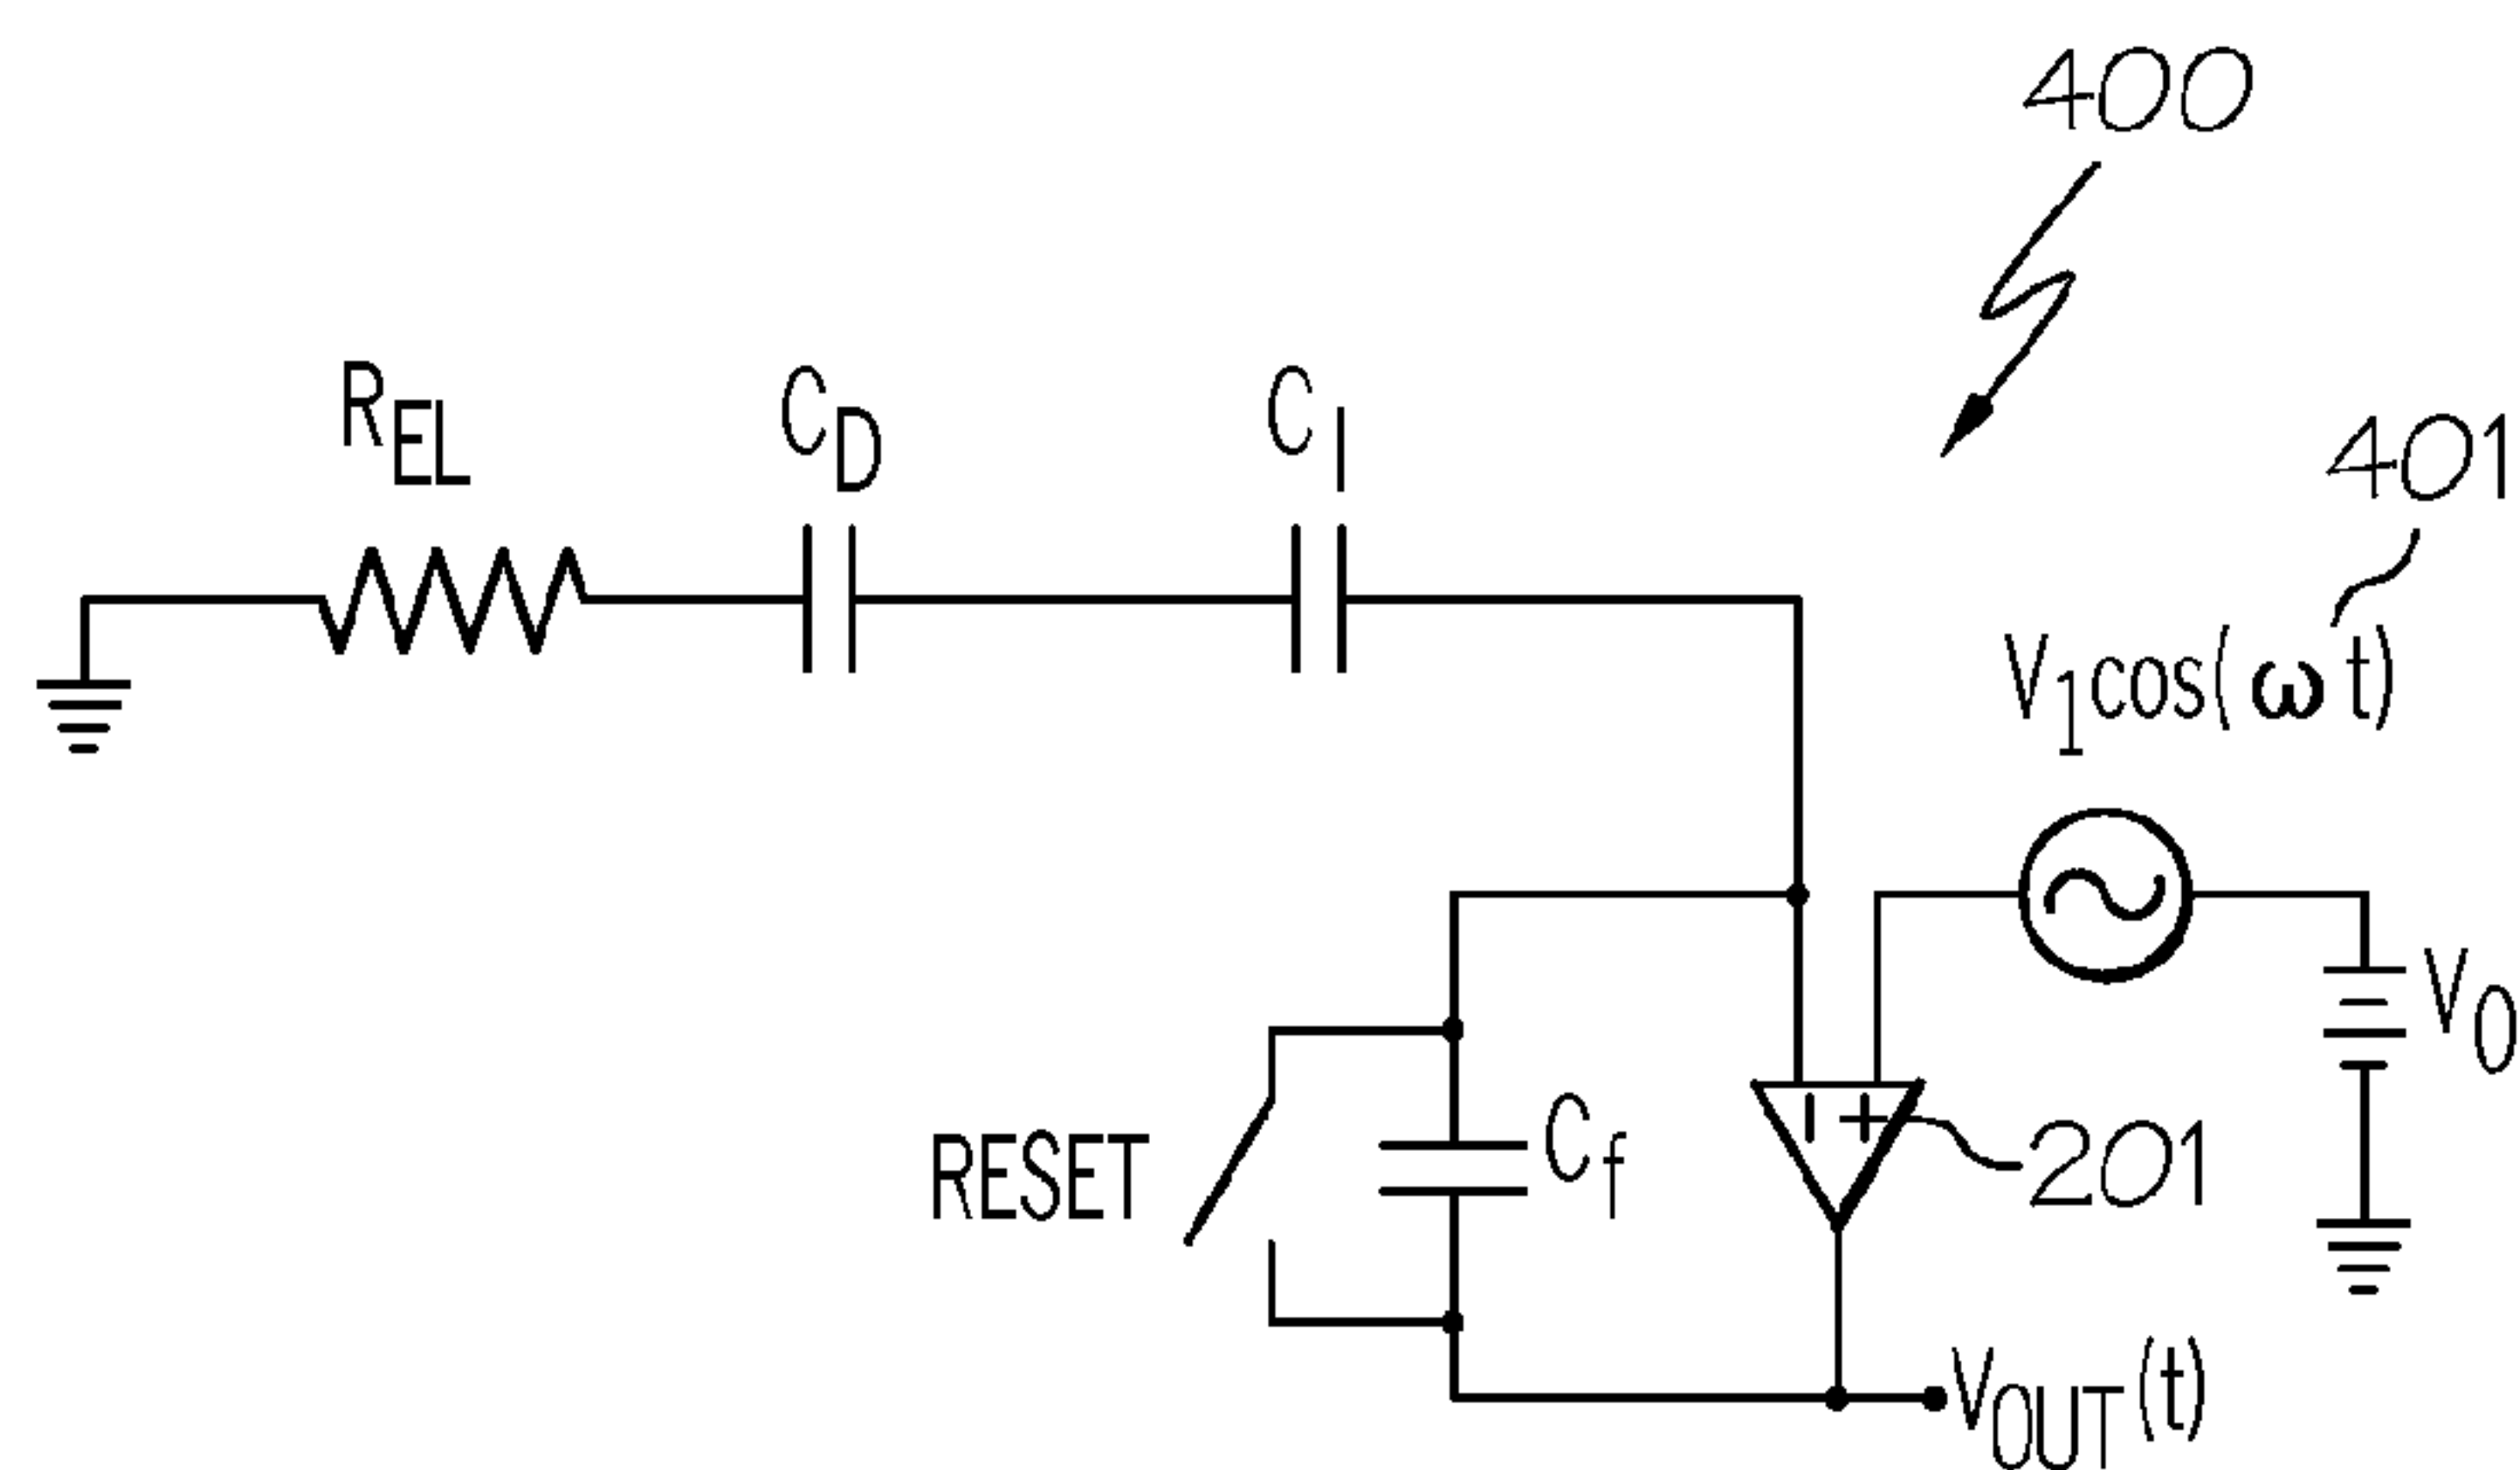 400
R_EL
C_D
C_I
401
V_1cos(ωt)
V_0
C_f
RESET
201
V_OUT(t)